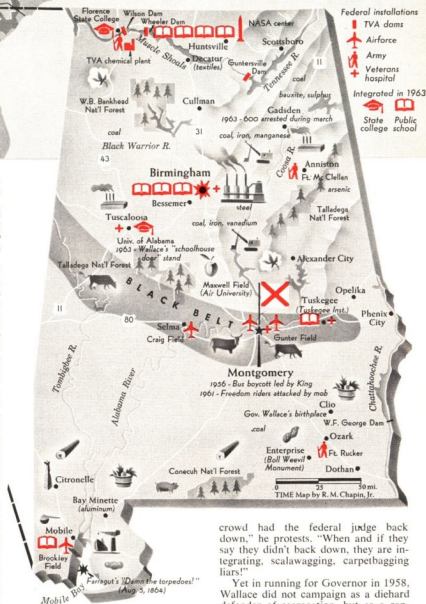 Florence
State College
Wilson Dam
Wheeler Dam
NASA center
Huntsville
Scottsboro
Muscle Shoals
Decatur
(textiles)
TVA chemical plant
Guntersville
Dam
Tennessee R.
11
bauxite, sulphur
W.B. Bankhead
Nat'l Forest
Cullman
Gadsden
1963 - 600 arrested during march
coal
31
coal, iron, manganese
coal
Black Warrior R.
43
Coosa R.
Anniston
Ft. Mc Clellen
arsenic
Birmingham
steel
Bessemer
Talladega
Nat'l Forest
Tuscaloosa
coal, iron, vanadium
Univ. of Alabama
1963 - Wallace's "schoolhouse
door" stand
Alexander City
Talladega Nat'l Forest
Maxwell Field
(Air University)
BLACK BELT
Opelika
Tuskegee
(Tuskegee Inst.)
Phenix
City
11
80
Selma
Craig Field
Gunter Field
Tombigbee R.
Alabama River
Chattahoochee R.
Montgomery
1956 - Bus boycott led by King
1961 - Freedom riders attacked by mob
Clio
Gov. Wallace's birthplace
W.F. George Dam
coal
Ozark
Enterprise
(Boll Weevil
Monument)
Ft. Rucker
Dothan
Conecuh Nat'l Forest
0 25 50 mi.
TIME Map by R. M. Chapin, Jr.
Citronelle
Bay Minette
(aluminum)
Mobile
Brookley
Field
Farragut's "Damn the torpedoes!"
(Aug. 5, 1864)
Mobile Bay
Federal installations
TVA dams
Airforce
Army
Veterans
hospital
Integrated in 1963
State
college
Public
school
crowd had the federal judge back
down," he protests. "When and if they
say they didn't back down, they are in-
tegrating, scalawagging, carpetbagging
liars!"
Yet in running for Governor in 1958,
Wallace did not campaign as a diehard